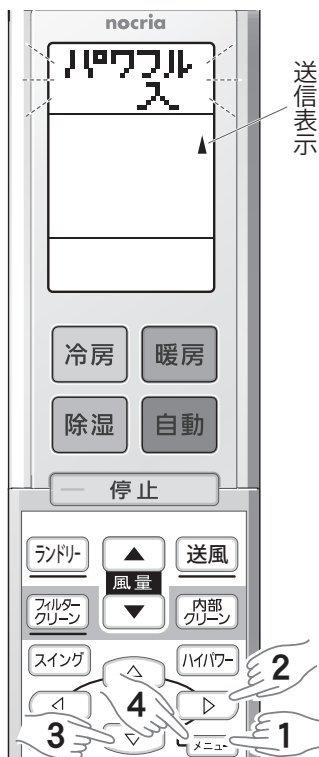 nocria
パワフル
入
送信表示
冷房
暖房
除湿
自動
停止
ランドリー
風量
送風
フィルター
クリーン
内部
クリーン
スイング
ハイパワー
2
4
3
メニュー
1